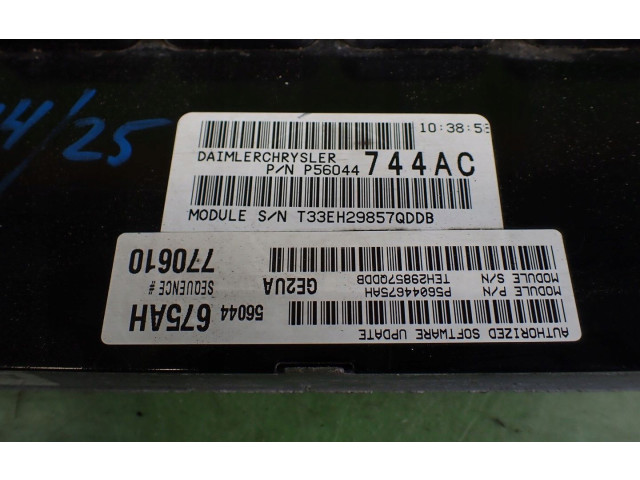 4/25
10:38:53
DAIMLERCHRYSLER
P/N P56044 744AC
MODULE S/N T33EH29857QDDB
AUTHORIZED SOFTWARE UPDATE
MODULE P/N P56044675AH
MODULE S/N TEH29857QDDB
56044 675AH
GE2UA
SEQUENCE #
770610